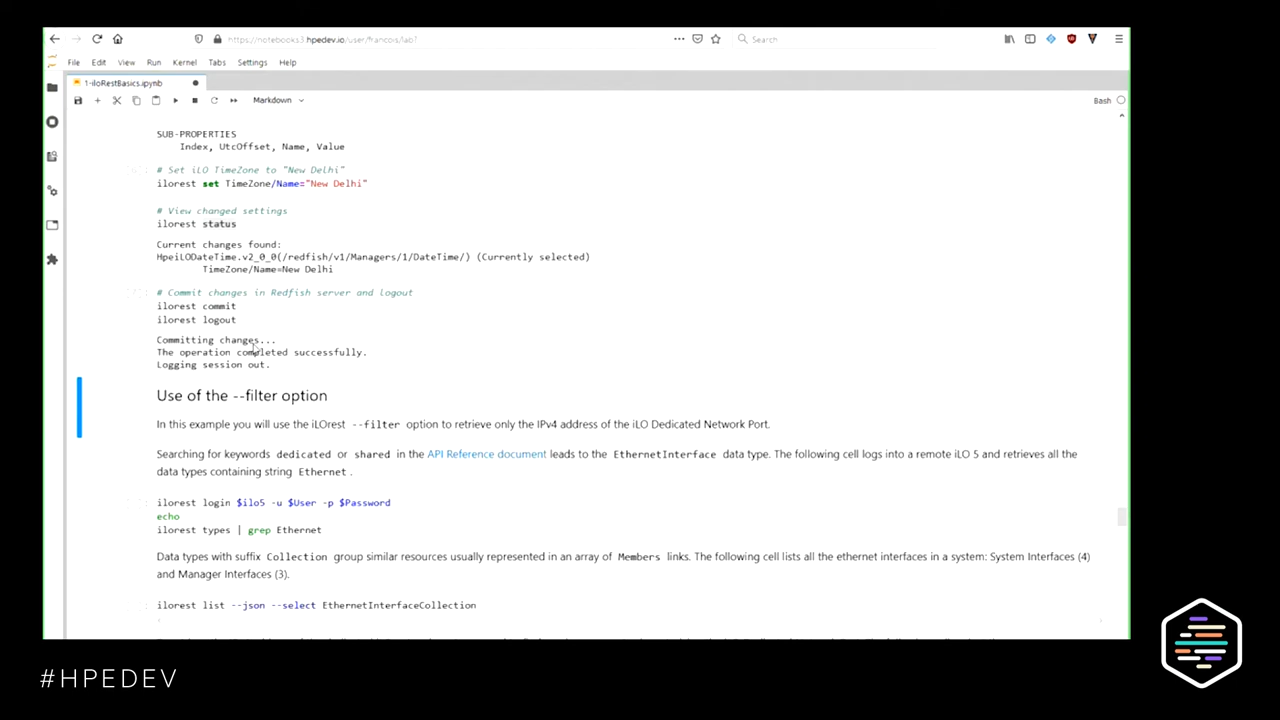 https://notebooks3.hpedev.io/user/francois/lab?
Search
File Edit View Run Kernel Tabs Settings Help
1-iloRestBasics.ipynb
Markdown
Bash
SUB-PROPERTIES
Index, UtcOffset, Name, Value
# Set iLO TimeZone to "New Delhi"
ilorest set TimeZone/Name="New Delhi"
# View changed settings
ilorest status
Current changes found:
HpeiLODateTime.v2_0_0(/redfish/v1/Managers/1/DateTime/) (Currently selected)
TimeZone/Name=New Delhi
# Commit changes in Redfish server and logout
ilorest commit
ilorest logout
Committing changes...
The operation completed successfully.
Logging session out.
Use of the --filter option
In this example you will use the iLOrest --filter option to retrieve only the IPv4 address of the iLO Dedicated Network Port.
Searching for keywords dedicated or shared in the API Reference document leads to the EthernetInterface data type. The following cell logs into a remote iLO 5 and retrieves all the
data types containing string Ethernet .
ilorest login $ilo5 -u $User -p $Password
echo
ilorest types | grep Ethernet
Data types with suffix Collection group similar resources usually represented in an array of Members links. The following cell lists all the ethernet interfaces in a system: System Interfaces (4)
and Manager Interfaces (3).
ilorest list --json --select EthernetInterfaceCollection
#HPEDEV